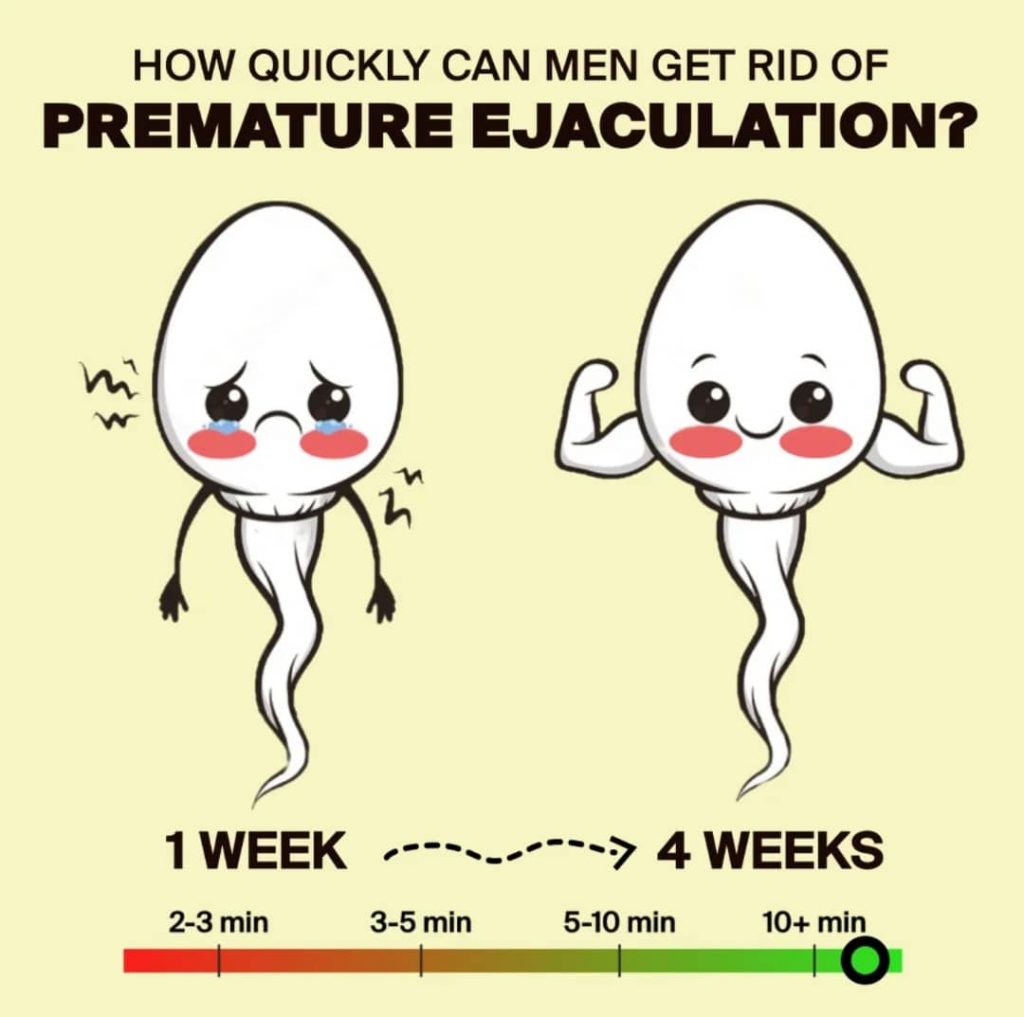 HOW QUICKLY CAN MEN GET RID OF
PREMATURE EJACULATION?
1 WEEK
4 WEEKS
2-3 min
3-5 min
5-10 min
10+ min